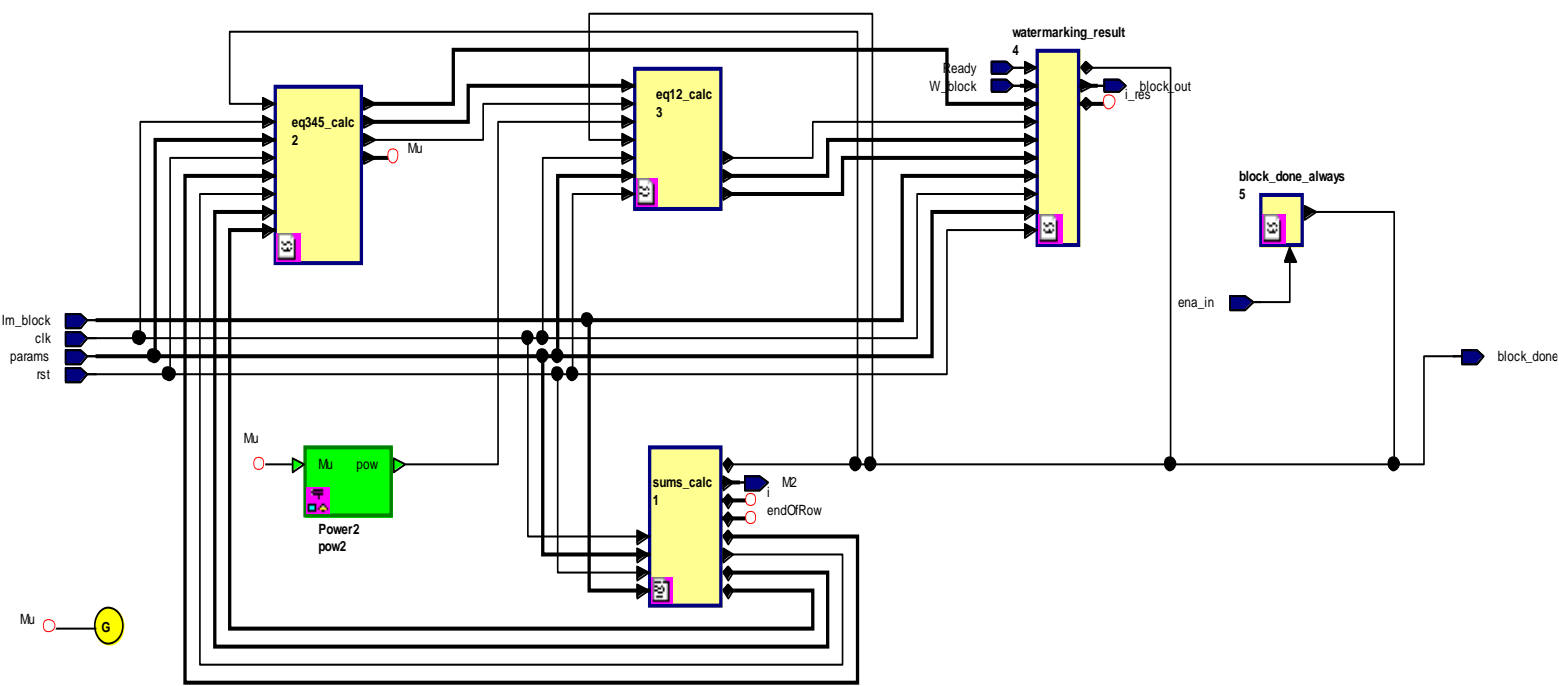 watermarking_result
4
Ready
W_block
block_out
i_res
eq345_calc
2
Mu
eq12_calc
3
block_done_always
5
ena_in
Im_block
clk
params
rst
block_done
Mu
Mu pow
Power2
pow2
sums_calc
1
M2
i
endOfRow
Mu
G